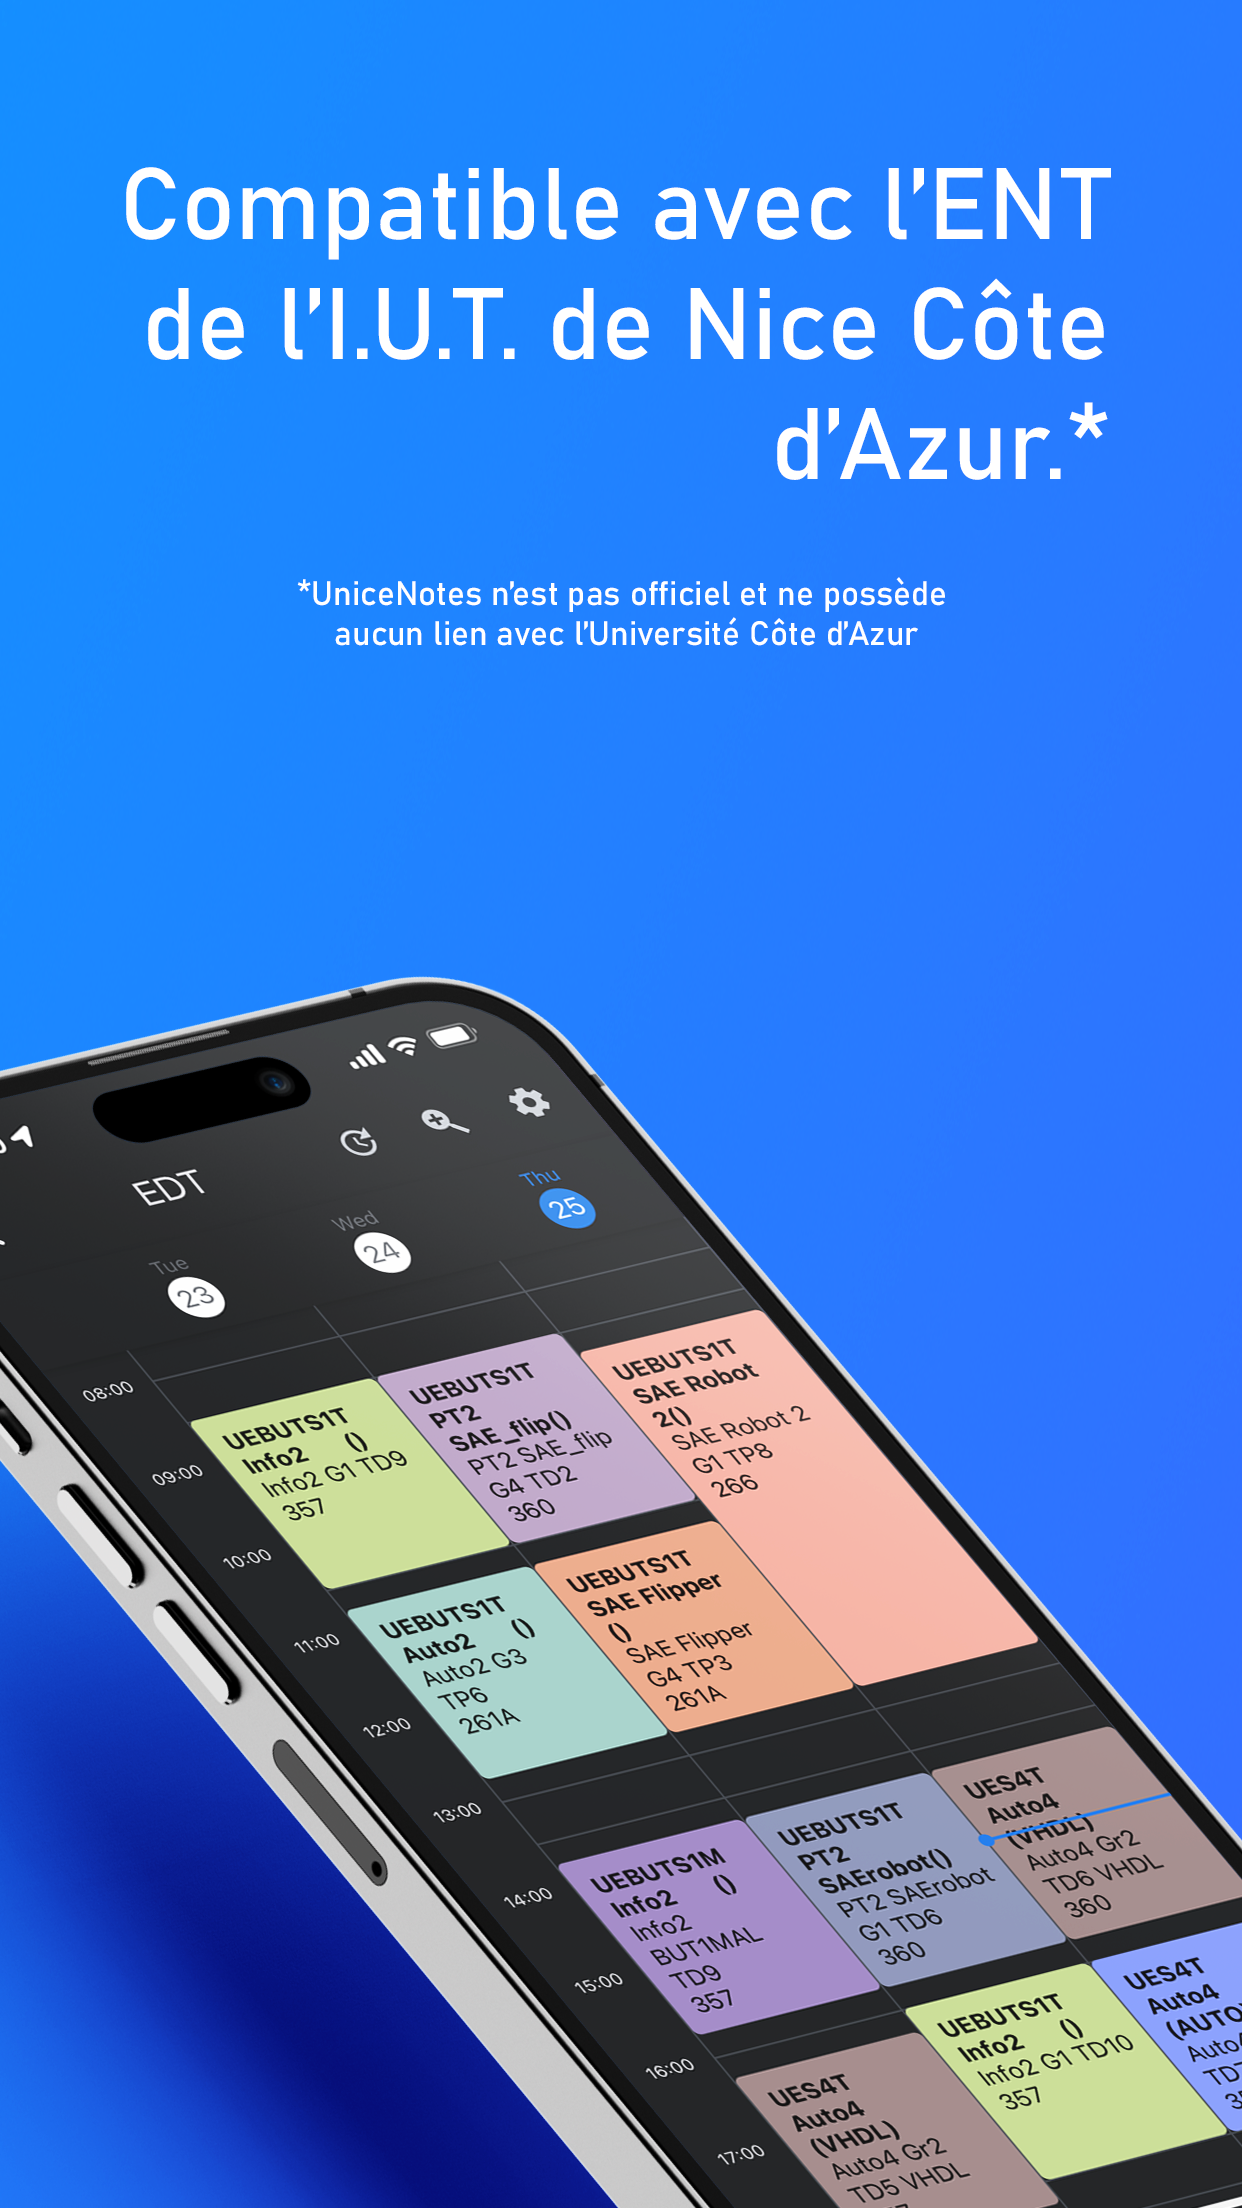 Compatible avec l'ENT
de l'I.U.T. de Nice Côte
d'Azur.*
*UniceNotes n'est pas officiel et ne possède
aucun lien avec l'Université Côte d'Azur
EDT
Tue
23
Wed
24
Thu
25
08:00
09:00
10:00
11:00
12:00
13:00
14:00
15:00
16:00
17:00
UEBUTS1T
Info2 ()
Info2 G1 TD9
357
UEBUTS1T
Auto2 ()
Auto2 G3
TP6
261A
UEBUTS1M
Info2 ()
Info2
BUT1MAL
TD9
357
UES4T
Auto4
(VHDL)
Auto4 Gr2
TD5 VHDL
UEBUTS1T
PT2
SAE_flip()
PT2 SAE_flip
G4 TD2
360
UEBUTS1T
SAE Flipper
()
SAE Flipper
G4 TP3
261A
UEBUTS1T
PT2
SAErobot()
PT2 SAErobot
G1 TD6
360
UEBUTS1T
Info2 ()
Info2 G1 TD10
357
UEBUTS1T
SAE Robot
2()
SAE Robot 2
G1 TP8
266
UES4T
Auto4
(VHDL)
Auto4 Gr2
TD6 VHDL
360
UES4T
Auto4